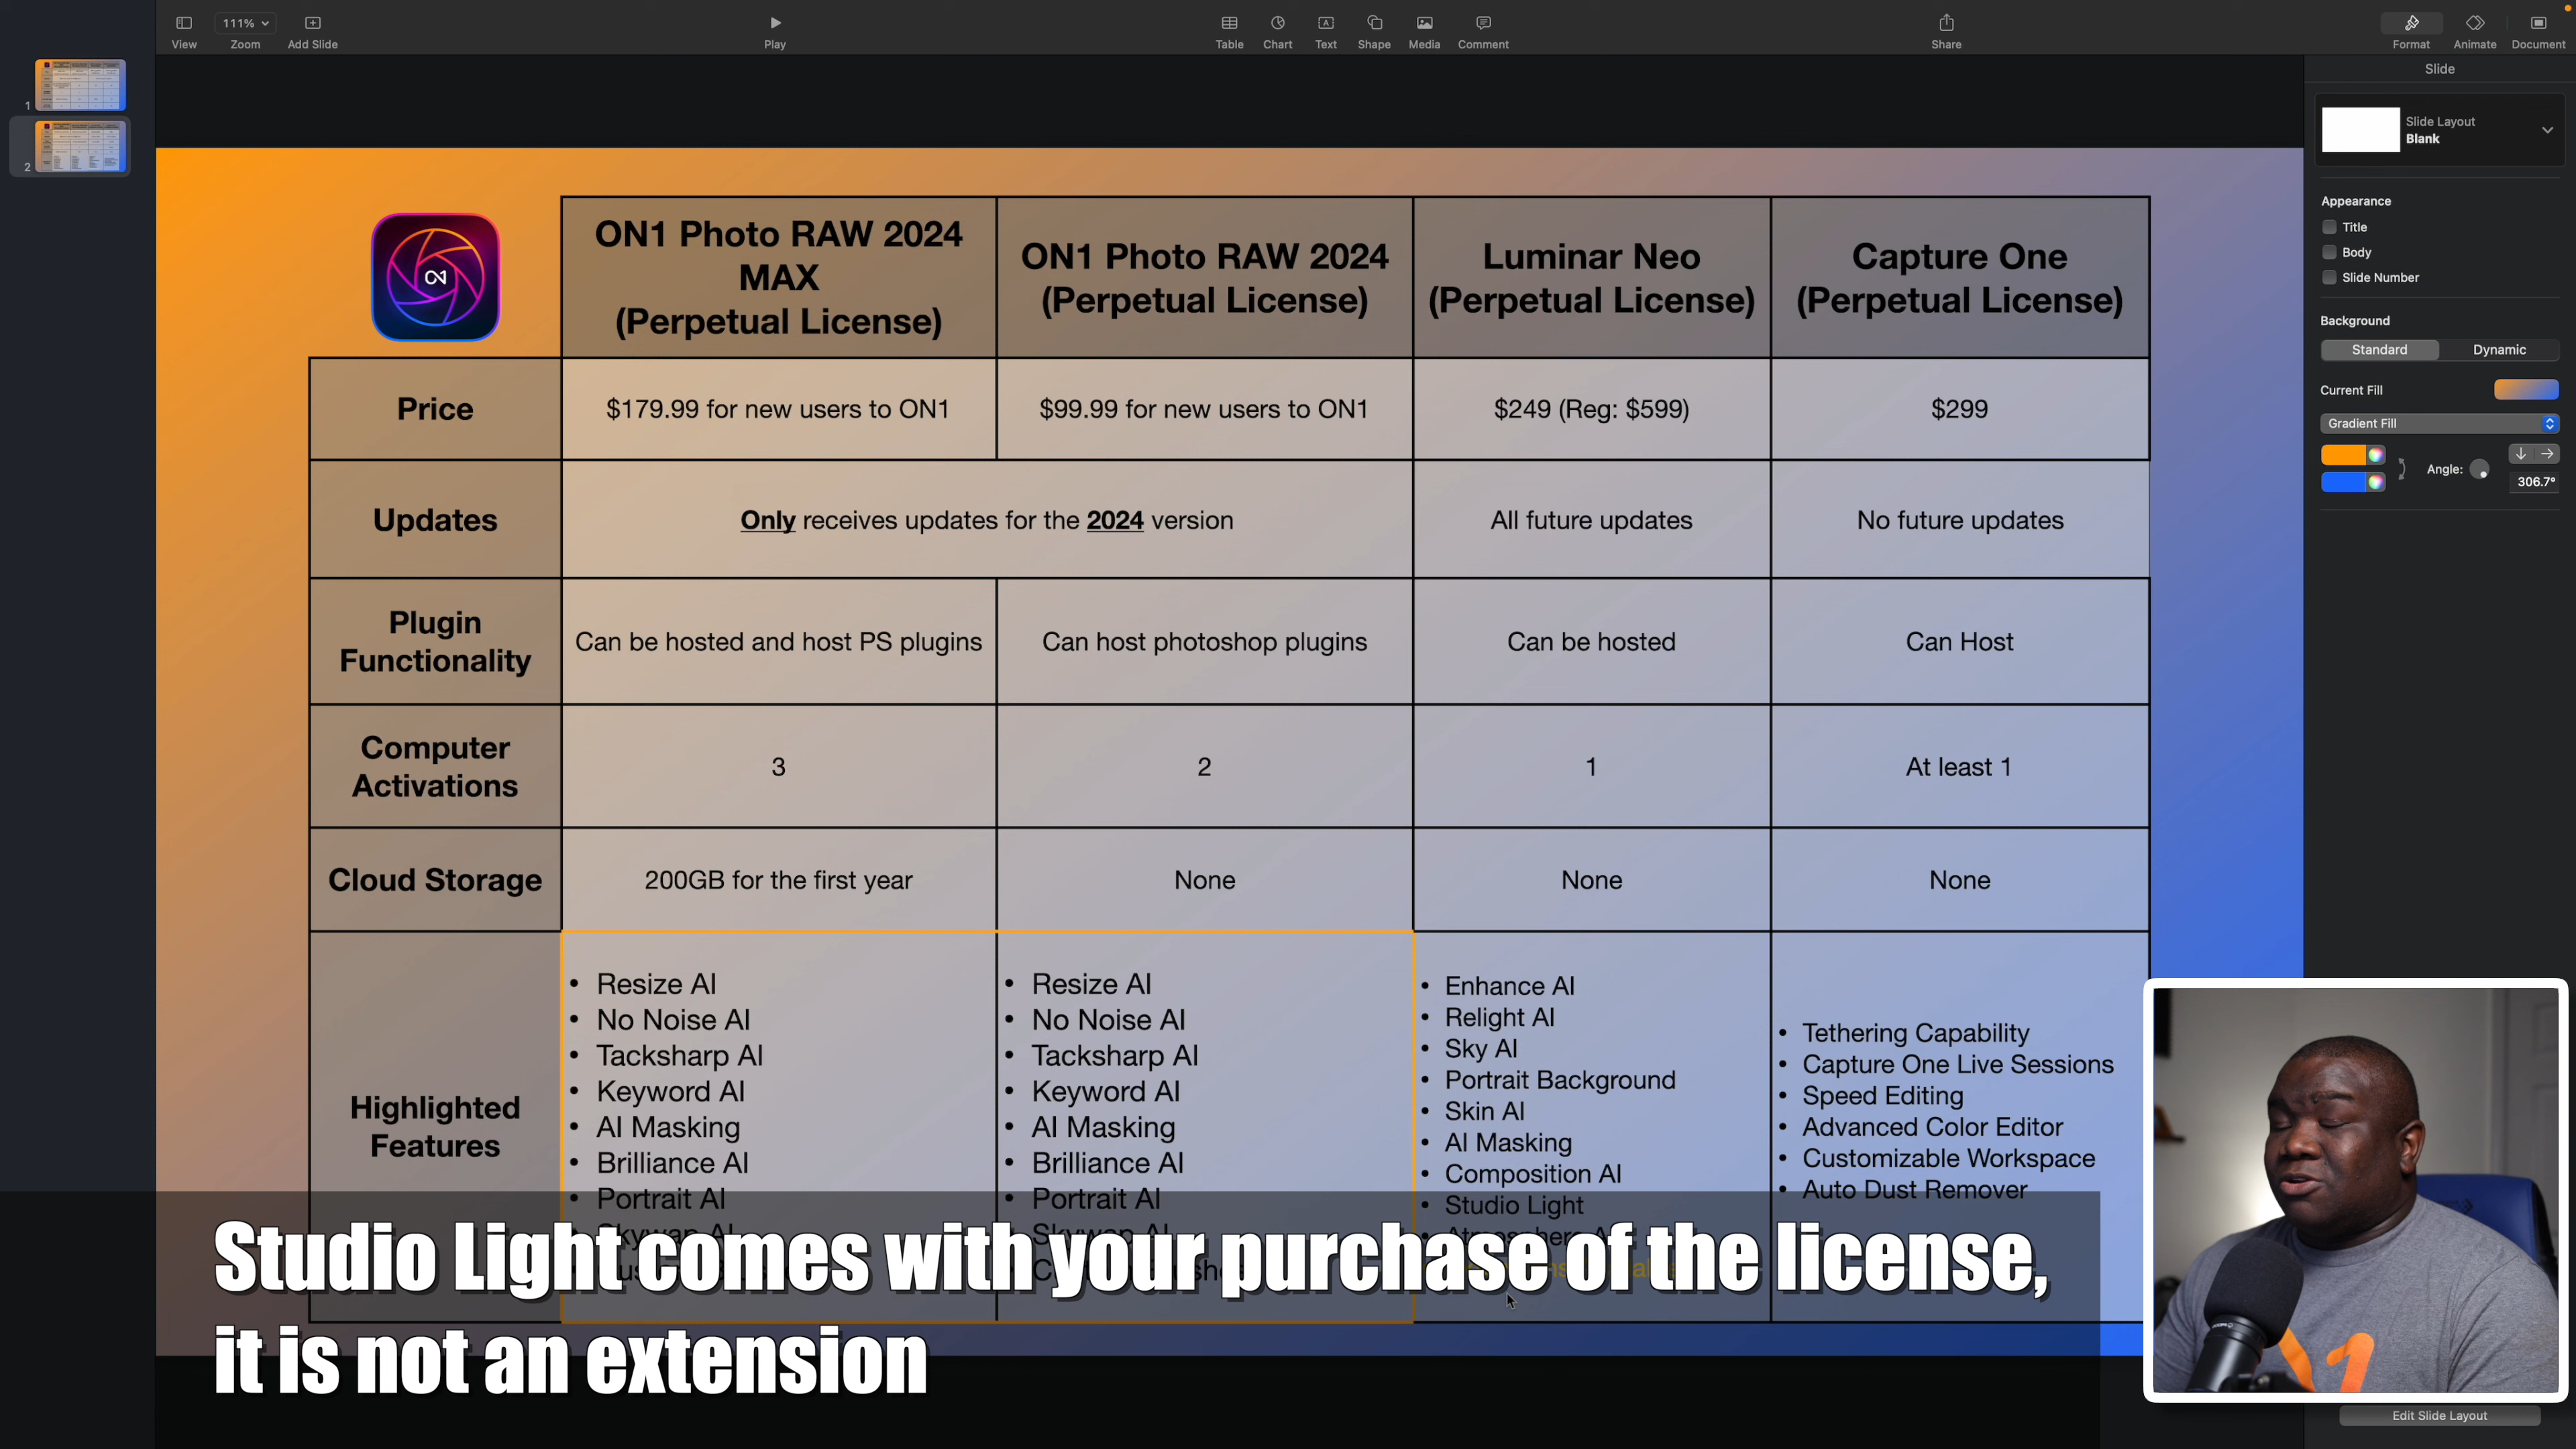 View
111%
Zoom
Add Slide
Play
Table
Chart
Text
Shape
Media
Comment
Share
Format
Animate
Document
1
2
ON1 Photo RAW 2024
MAX
(Perpetual License)
ON1 Photo RAW 2024
(Perpetual License)
Luminar Neo
(Perpetual License)
Capture One
(Perpetual License)
Price
$179.99 for new users to ON1
$99.99 for new users to ON1
$249 (Reg: $599)
$299
Updates
Only receives updates for the 2024 version
All future updates
No future updates
Plugin
Functionality
Can be hosted and host PS plugins
Can host photoshop plugins
Can be hosted
Can Host
Computer
Activations
3
2
1
At least 1
Cloud Storage
200GB for the first year
None
None
None
Highlighted
Features
• Resize AI
• No Noise AI
• Tacksharp AI
• Keyword AI
• AI Masking
• Brilliance AI
• Portrait AI
• Resize AI
• No Noise AI
• Tacksharp AI
• Keyword AI
• AI Masking
• Brilliance AI
• Portrait AI
• Enhance AI
• Relight AI
• Sky AI
• Portrait Background
• Skin AI
• AI Masking
• Composition AI
• Studio Light
• Tethering Capability
• Capture One Live Sessions
• Speed Editing
• Advanced Color Editor
• Customizable Workspace
• Auto Dust Remover
Studio Light comes with your purchase of the license,
it is not an extension
Slide
Slide Layout
Blank
Appearance
Title
Body
Slide Number
Background
Standard
Dynamic
Current Fill
Gradient Fill
Angle:
306.7°
Edit Slide Layout